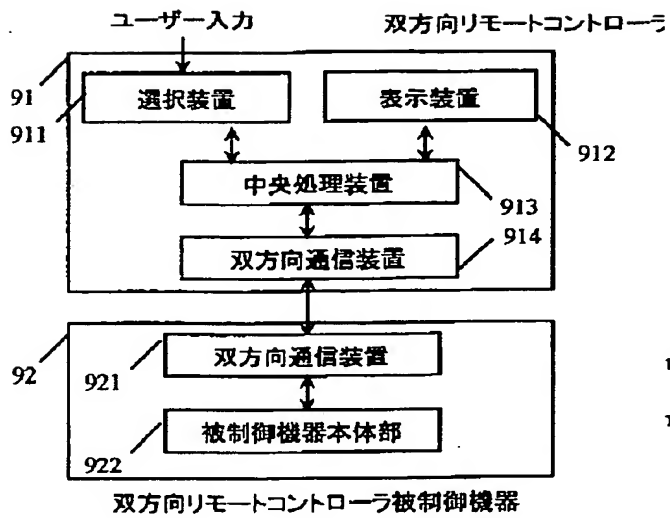 ユーザー入力
双方向リモートコントローラ
91
選択装置
表示装置
911
912
中央処理装置
913
914
双方向通信装置
92
921
双方向通信装置
被制御機器本体部
922
双方向リモートコントローラ被制御機器